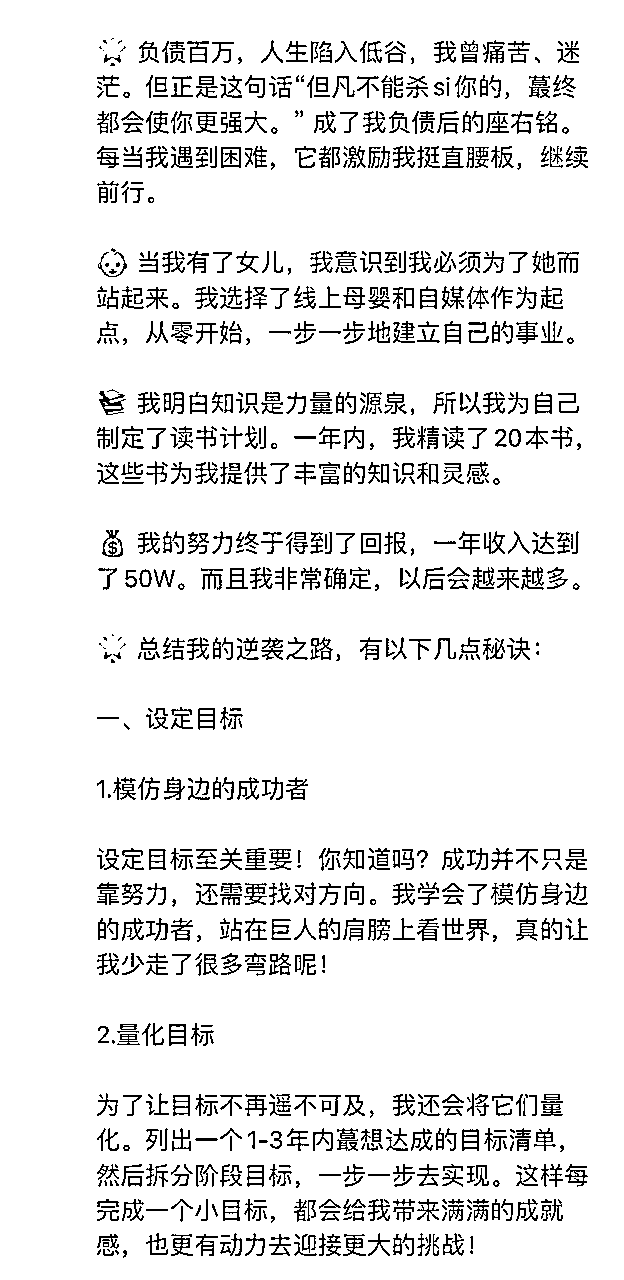 🌟 负债百万，人生陷入低谷，我曾痛苦、迷
茫。但正是这句话“但凡不能杀si你的，蕞终
都会使你更强大。” 成了我负债后的座右铭。
每当我遇到困难，它都激励我挺直腰板，继续
前行。
👶 当我有了女儿，我意识到我必须为了她而
站起来。我选择了线上母婴和自媒体作为起
点，从零开始，一步一步地建立自己的事业。
📚 我明白知识是力量的源泉，所以我为自己
制定了读书计划。一年内，我精读了20本书，
这些书为我提供了丰富的知识和灵感。
💰 我的努力终于得到了回报，一年收入达到
了50W。而且我非常确定，以后会越来越多。
🌟 总结我的逆袭之路，有以下几点秘诀：
一、设定目标
1.模仿身边的成功者
设定目标至关重要！你知道吗？成功并不只是
靠努力，还需要找对方向。我学会了模仿身边
的成功者，站在巨人的肩膀上看世界，真的让
我少走了很多弯路呢！
2.量化目标
为了让目标不再遥不可及，我还会将它们量
化。列出一个1-3年内蕞想达成的目标清单，
然后拆分阶段目标，一步一步去实现。这样每
完成一个小目标，都会给我带来满满的成就
感，也更有动力去迎接更大的挑战！